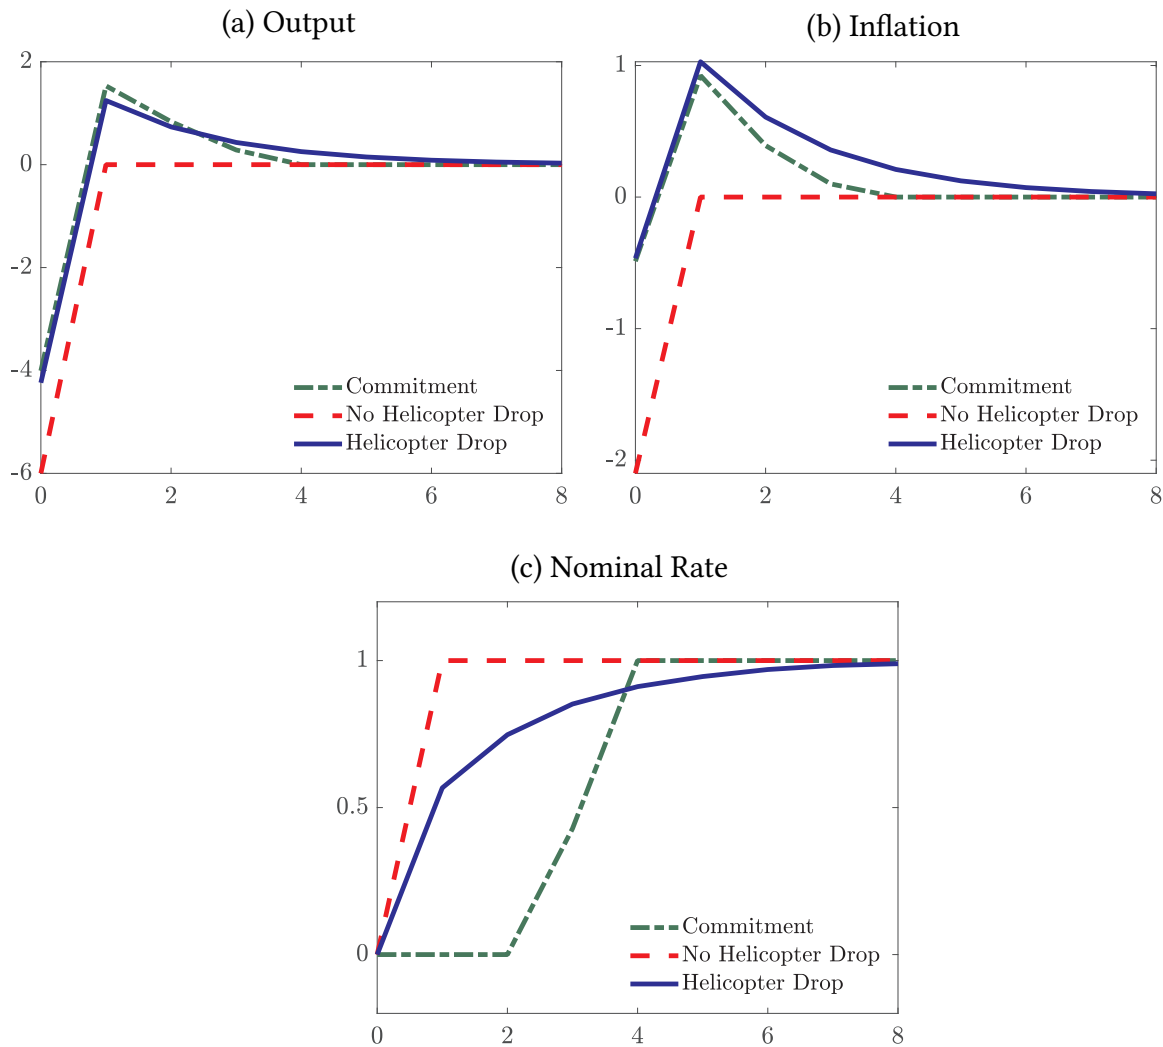 (a) Output
2
0
-2
-4
-6
0 2 4 6 8
Commitment
No Helicopter Drop
Helicopter Drop
(b) Inflation
1
0
-1
-2
0 2 4 6 8
Commitment
No Helicopter Drop
Helicopter Drop
(c) Nominal Rate
1
0.5
0
0 2 4 6 8
Commitment
No Helicopter Drop
Helicopter Drop